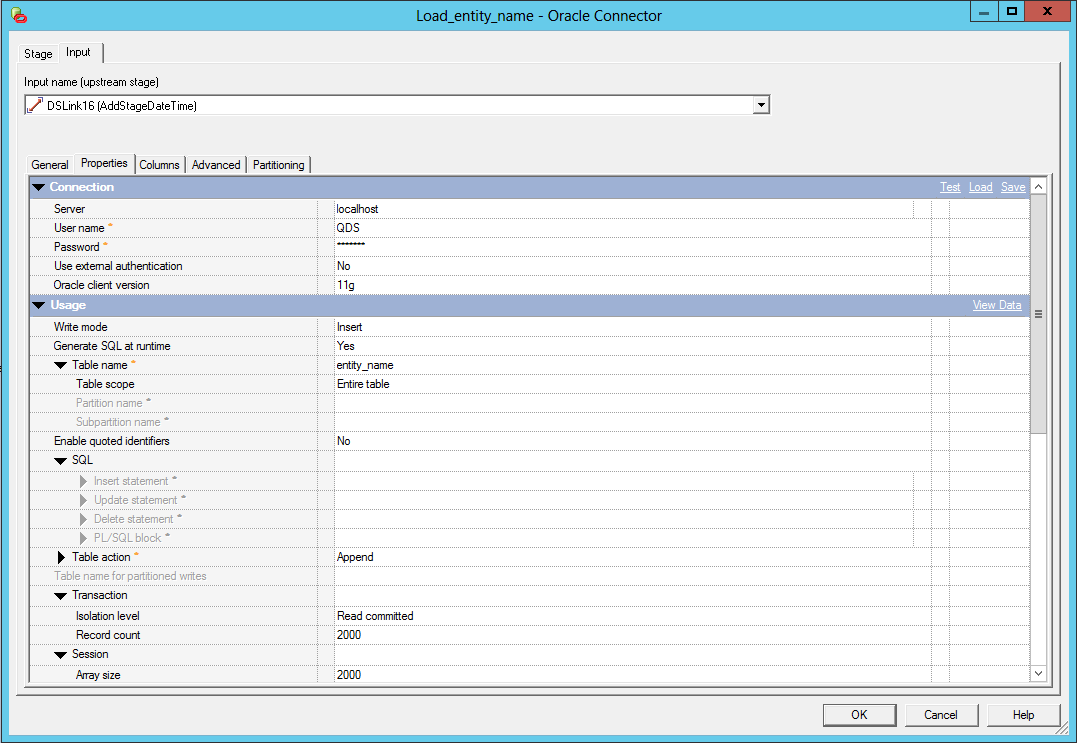 Load_entity_name - Oracle Connector
Stage Input
Input name (upstream stage)
DSLink16 (AddStageDateTime)
General Properties Columns Advanced Partitioning
Connection Test Load Save
Server localhost
User name * QDS
Password * *******
Use external authentication No
Oracle client version 11g
Usage View Data
Write mode Insert
Generate SQL at runtime Yes
Table name * entity_name
Table scope Entire table
Partition name *
Subpartition name *
Enable quoted identifiers No
SQL
Insert statement *
Update statement *
Delete statement *
PL/SQL block *
Table action * Append
Table name for partitioned writes
Transaction
Isolation level Read committed
Record count 2000
Session
Array size 2000
OK Cancel Help